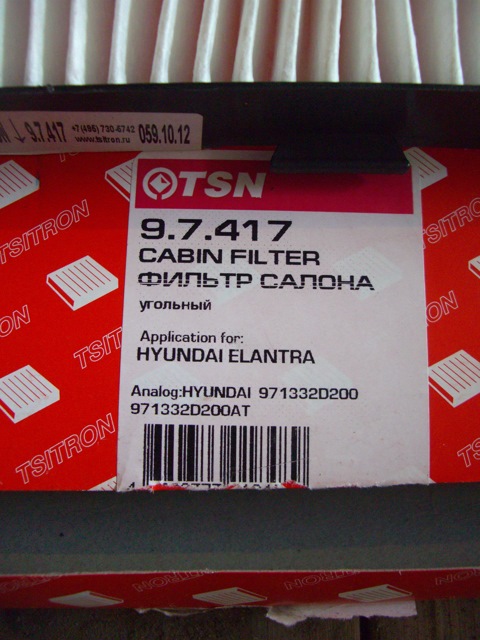 9.7.417 +7(495) 730-5742 059.10.12
www.tsitron.ru
TSN
9.7.417
CABIN FILTER
ФИЛЬТР САЛОНА
угольный
Application for:
HYUNDAI ELANTRA
Analog:HYUNDAI 971332D200
971332D200AT
TSITRON
TSITRON
TSITRON
TSITRON